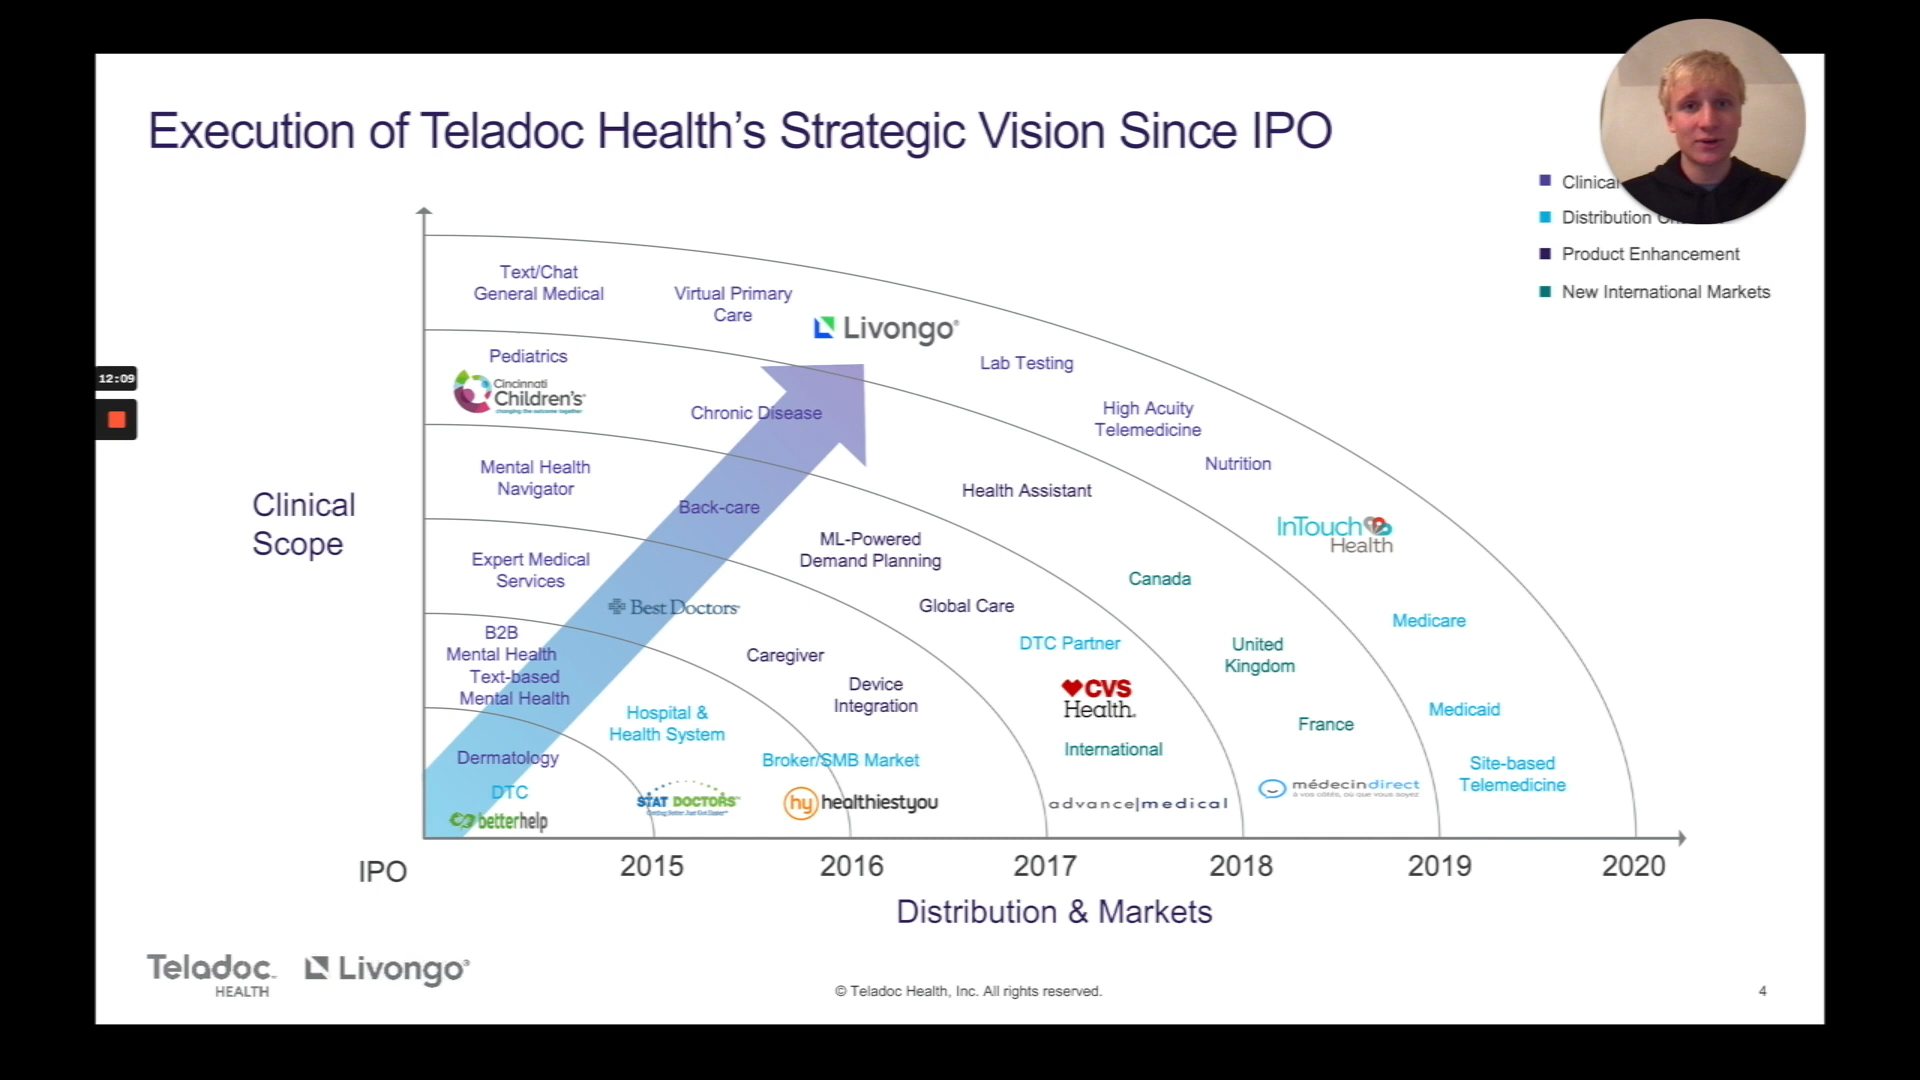 Execution of Teladoc Health's Strategic Vision Since IPO
Clinical
Distribution
Product Enhancement
New International Markets
12:09
Clinical
Scope
Text/Chat
General Medical
Virtual Primary
Care
Livongo®
Lab Testing
Pediatrics
Cincinnati
Children's
changing the outcome together
Chronic Disease
High Acuity
Telemedicine
Nutrition
Mental Health
Navigator
Back-care
Health Assistant
InTouch
Health
ML-Powered
Demand Planning
Expert Medical
Services
Best Doctors
Canada
Global Care
Medicare
DTC Partner
B2B
Mental Health
Text-based
Mental Health
Caregiver
United
Kingdom
CVS
Health.
Device
Integration
Hospital &
Health System
Medicaid
France
International
Dermatology
Broker/SMB Market
Site-based
Telemedicine
DTC
betterhelp
STAT DOCTORS
hy healthiestyou
advance|medical
médecindirect
à vos côtés, où que vous soyez
IPO
2015
2016
2017
2018
2019
2020
Distribution & Markets
Teladoc
HEALTH
Livongo®
© Teladoc Health, Inc. All rights reserved.
4